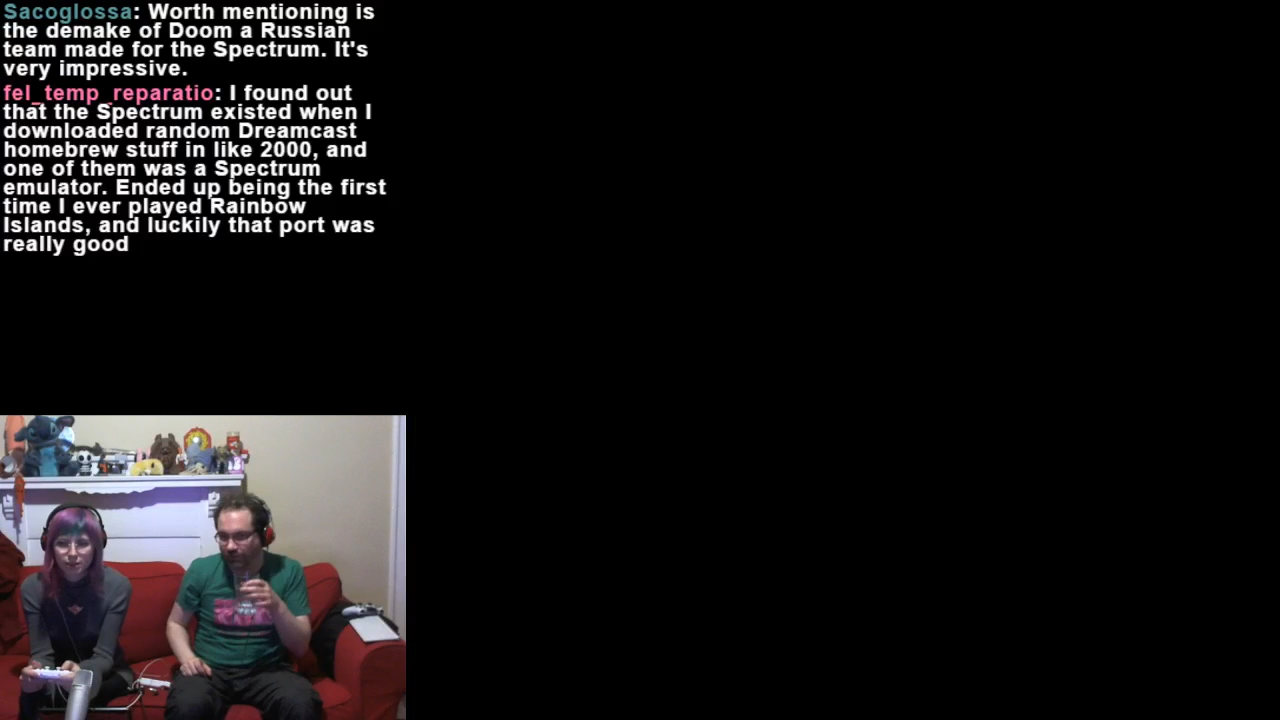 Sacoglossa: Worth mentioning is
the demake of Doom a Russian
team made for the Spectrum. It's
very impressive.
fel_temp_reparatio: I found out
that the Spectrum existed when I
downloaded random Dreamcast
homebrew stuff in like 2000, and
one of them was a Spectrum
emulator. Ended up being the first
time I ever played Rainbow
Islands, and luckily that port was
really good